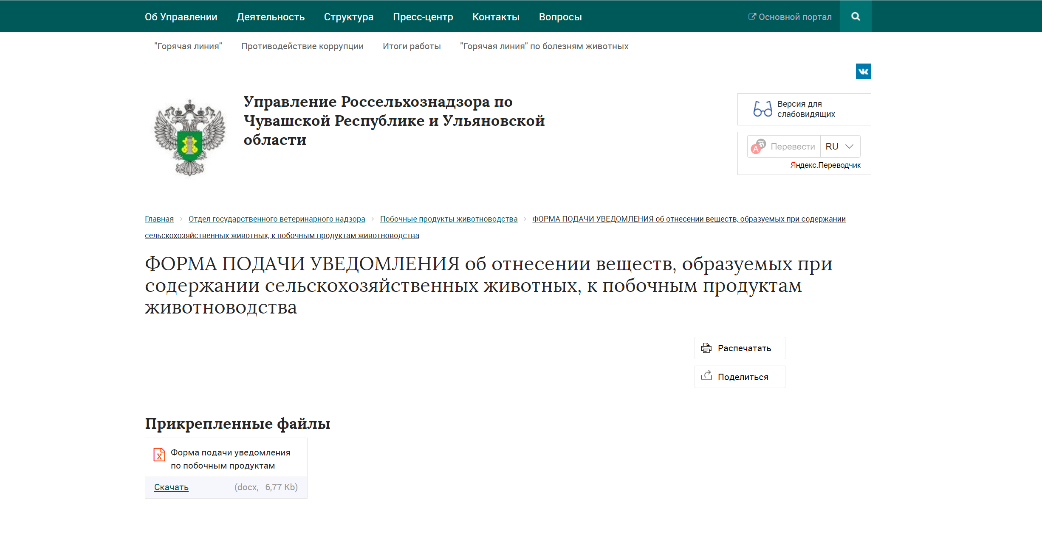 Об Управлении Деятельность Структура Пресс-центр Контакты Вопросы Основной портал
"Горячая линия" Противодействие коррупции Итоги работы "Горячая линия" по болезням животных
Управление Россельхознадзора по
Чувашской Республике и Ульяновской
области
Версия для
слабовидящих
Перевести RU
Яндекс.Переводчик
Главная Отдел государственного ветеринарного надзора Побочные продукты животноводства ФОРМА ПОДАЧИ УВЕДОМЛЕНИЯ об отнесении веществ, образуемых при содержании
сельскохозяйственных животных, к побочным продуктам животноводства
ФОРМА ПОДАЧИ УВЕДОМЛЕНИЯ об отнесении веществ, образуемых при
содержании сельскохозяйственных животных, к побочным продуктам
животноводства
Распечатать
Поделиться
Прикрепленные файлы
Форма подачи уведомления
по побочным продуктам
Скачать (docx, 6,77 Kb)